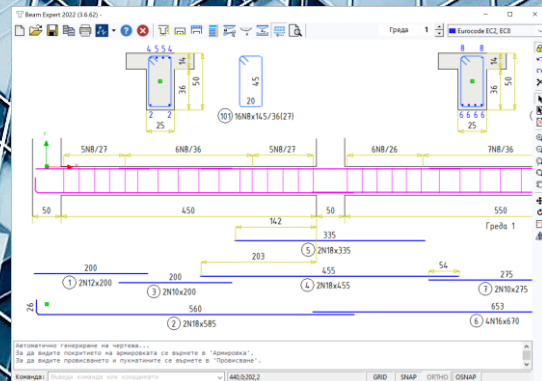 Beam Expert 2022 (3.6.62) -
Греда 1 Eurocode EC2, EC8
4 5 5 4
14
36
50
2 2
25
45
20
101 16N8x145/36(27)
8 8
14
36
50
6 6 6 6
25
5N8/27 6N8/36 5N8/27 6N8/26 7N8/36
50 450 50 550
Греда 1
142
335
5 2N18x335
203
200
1 2N12x200
200
3 2N10x200
455
4 2N18x455
54
275
7 2N10x275
26
560
2 2N18x585
653
6 4N16x670
Автоматично генериране на чертежа...
За да видите покритието на армировката се върнете в 'Армировка'.
За да видите провисването и пукнатините се върнете в 'Провисване'.
Команда: Въведи команда или координати 440,0;202,2 GRID SNAP ORTHO OSNAP